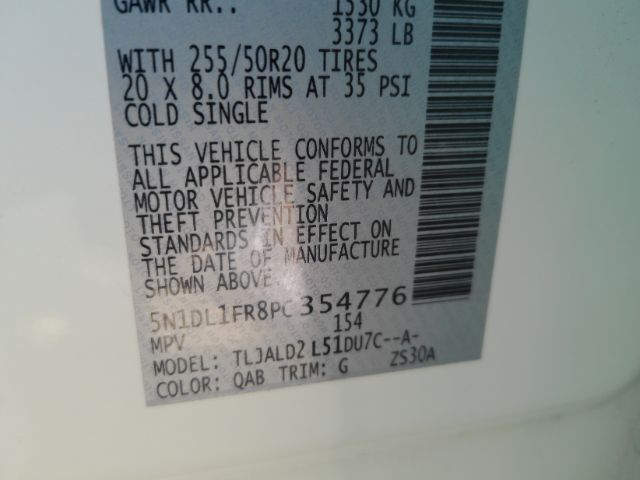 GAWR RR.: 1530 KG
3373 LB
WITH 255/50R20 TIRES
20 X 8.0 RIMS AT 35 PSI
COLD SINGLE
THIS VEHICLE CONFORMS TO
ALL APPLICABLE FEDERAL
MOTOR VEHICLE SAFETY AND
THEFT PREVENTION
STANDARDS IN EFFECT ON
THE DATE OF MANUFACTURE
SHOWN ABOVE.
5N1DL1FR8PC354776
MPV 154
MODEL: TLJALD2 L51DU7C--A-
COLOR: QAB TRIM: G ZS30A